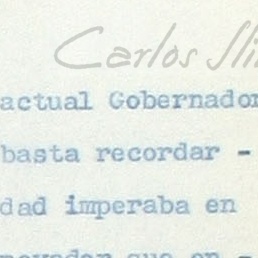 Carlos
actual Gobernador
basta recordar -
dad imperaba en